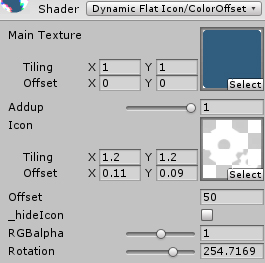 Shader Dynamic Flat Icon/ColorOffset
Main Texture
Tiling X 1 Y 1
Offset X 0 Y 0
Select
Addup 1
Icon
Tiling X 1.2 Y 1.2
Offset X 0.11 Y 0.09
Select
Offset 50
_hideIcon
RGBalpha 1
Rotation 254.7169